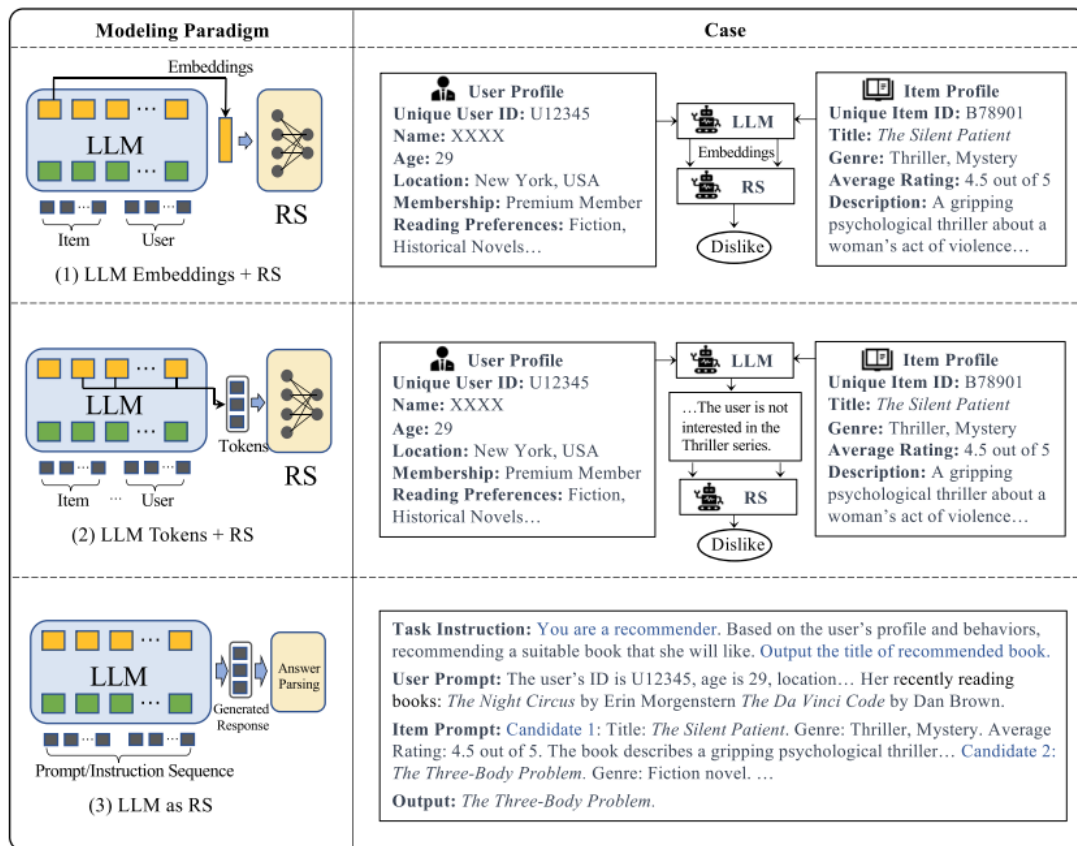 Modeling Paradigm
Case
Embeddings
LLM
...
...
Item
User
RS
(1) LLM Embeddings + RS
User Profile
Unique User ID: U12345
Name: XXXX
Age: 29
Location: New York, USA
Membership: Premium Member
Reading Preferences: Fiction,
Historical Novels…
LLM
Embeddings
RS
Dislike
Item Profile
Unique Item ID: B78901
Title: The Silent Patient
Genre: Thriller, Mystery
Average Rating: 4.5 out of 5
Description: A gripping
psychological thriller about a
woman’s act of violence…
LLM
...
...
Tokens
Item
...
User
RS
(2) LLM Tokens + RS
User Profile
Unique User ID: U12345
Name: XXXX
Age: 29
Location: New York, USA
Membership: Premium Member
Reading Preferences: Fiction,
Historical Novels…
LLM
…The user is not
interested in the
Thriller series.
RS
Dislike
Item Profile
Unique Item ID: B78901
Title: The Silent Patient
Genre: Thriller, Mystery
Average Rating: 4.5 out of 5
Description: A gripping
psychological thriller about a
woman’s act of violence…
LLM
...
...
Generated
Response
Answer
Parsing
Prompt/Instruction Sequence
(3) LLM as RS
Task Instruction: You are a recommender. Based on the user’s profile and behaviors,
recommending a suitable book that she will like. Output the title of recommended book.
User Prompt: The user’s ID is U12345, age is 29, location… Her recently reading
books: The Night Circus by Erin Morgenstern The Da Vinci Code by Dan Brown.
Item Prompt: Candidate 1: Title: The Silent Patient. Genre: Thriller, Mystery. Average
Rating: 4.5 out of 5. The book describes a gripping psychological thriller… Candidate 2:
The Three-Body Problem. Genre: Fiction novel. …
Output: The Three-Body Problem.